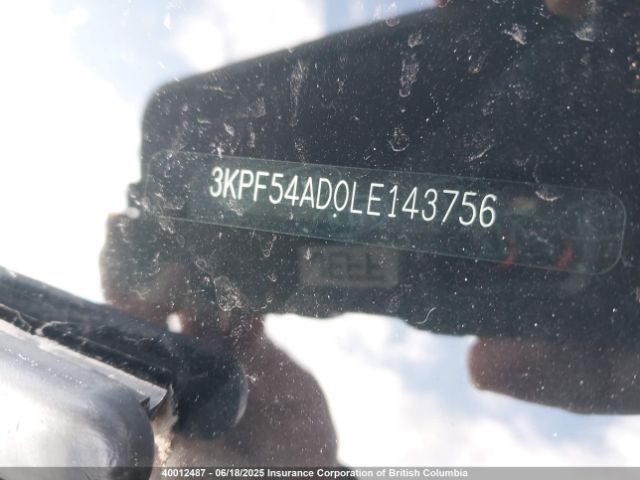 3KPF54AD0LE143756
40012487 - 06/18/2025 Insurance Corporation of British Columbia